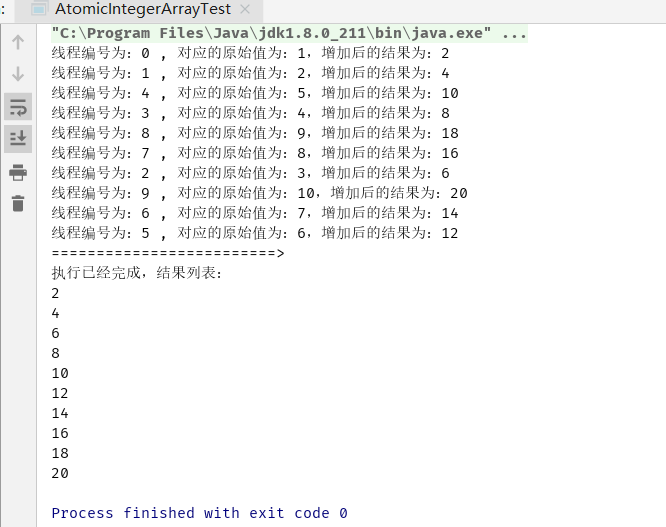 AtomicIntegerArrayTest
"C:\Program Files\Java\jdk1.8.0_211\bin\java.exe" ...
线程编号为：0 , 对应的原始值为：1，增加后的结果为：2
线程编号为：1 , 对应的原始值为：2，增加后的结果为：4
线程编号为：4 , 对应的原始值为：5，增加后的结果为：10
线程编号为：3 , 对应的原始值为：4，增加后的结果为：8
线程编号为：8 , 对应的原始值为：9，增加后的结果为：18
线程编号为：7 , 对应的原始值为：8，增加后的结果为：16
线程编号为：2 , 对应的原始值为：3，增加后的结果为：6
线程编号为：9 , 对应的原始值为：10，增加后的结果为：20
线程编号为：6 , 对应的原始值为：7，增加后的结果为：14
线程编号为：5 , 对应的原始值为：6，增加后的结果为：12
=========================>
执行已经完成，结果列表：
2
4
6
8
10
12
14
16
18
20
Process finished with exit code 0